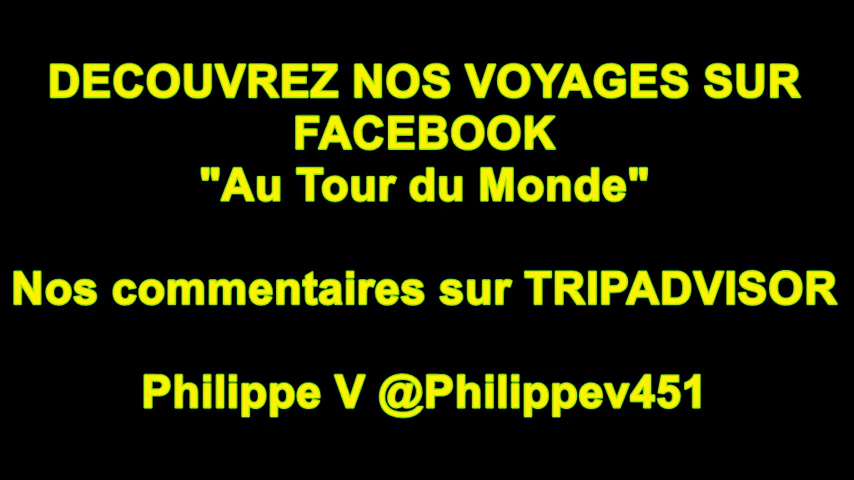 DECOUVREZ NOS VOYAGES SUR
FACEBOOK
"Au Tour du Monde"
Nos commentaires sur TRIPADVISOR
Philippe V @Philippev451